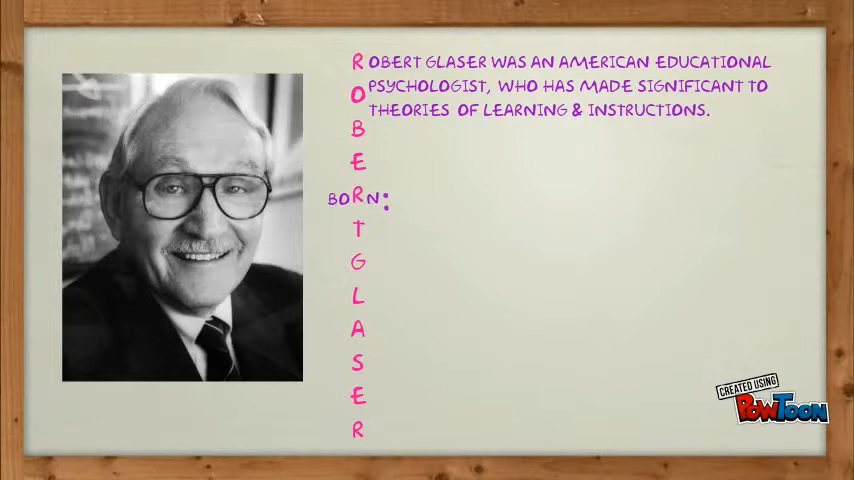 ROBERT GLASER WAS AN AMERICAN EDUCATIONAL
PSYCHOLOGIST, WHO HAS MADE SIGNIFICANT TO
THEORIES OF LEARNING & INSTRUCTIONS.
O
B
E
BORN:
T
G
L
A
S
E
R
CREATED USING
POWTOON